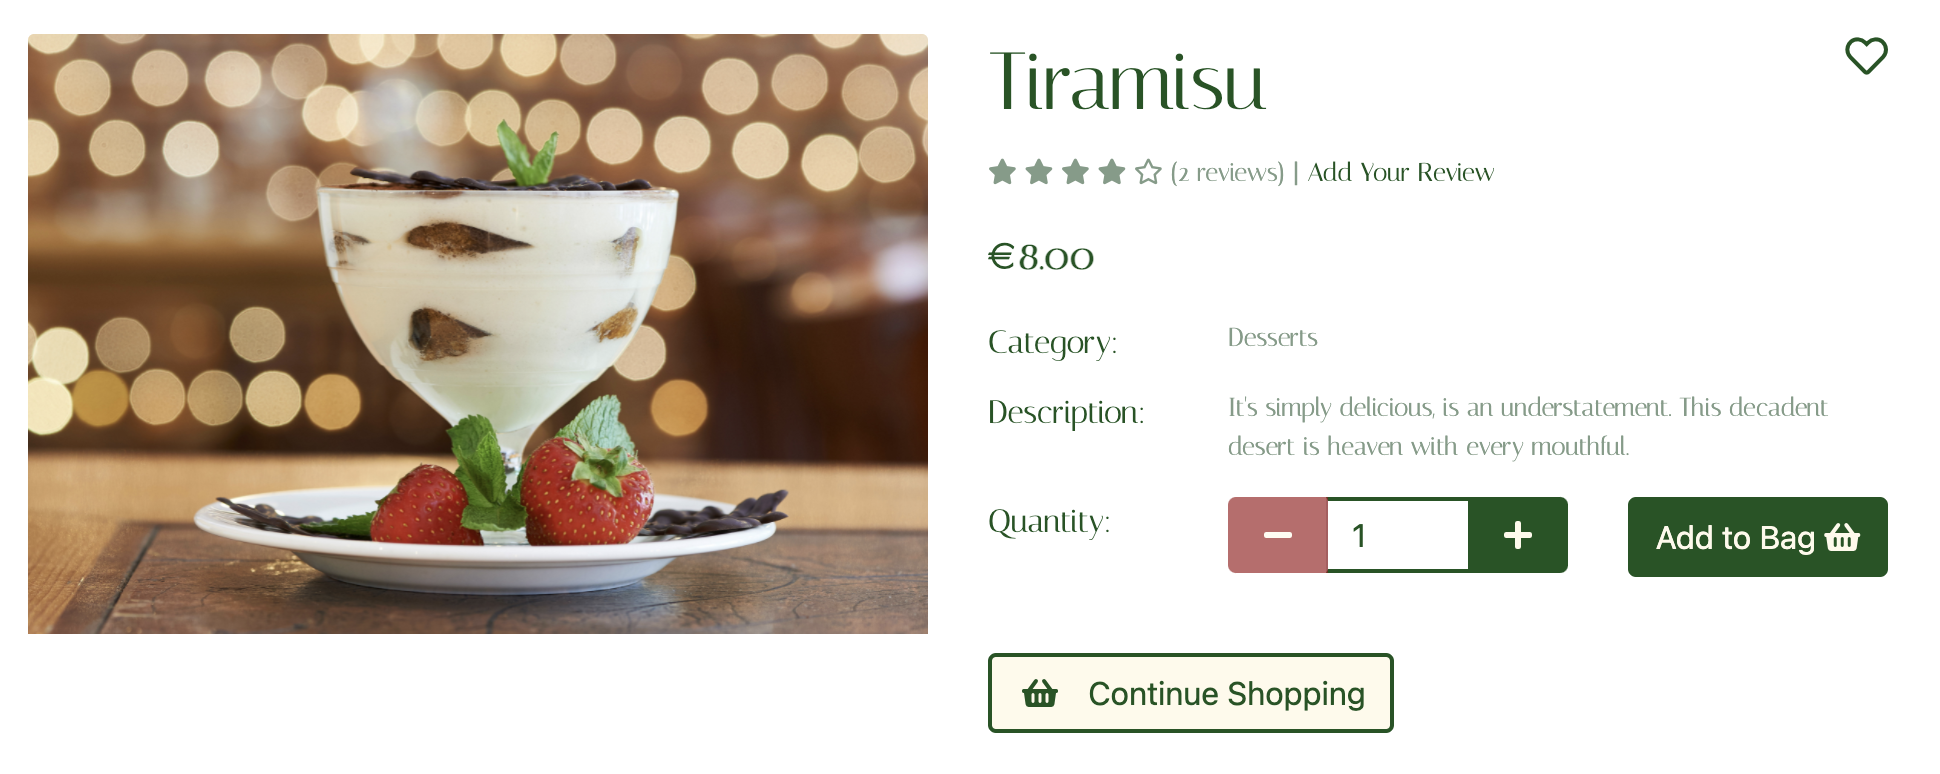 Tiramisu
(2 reviews) | Add Your Review
€8.00
Category: Desserts
Description: It's simply delicious, is an understatement. This decadent
desert is heaven with every mouthful.
Quantity: 1 Add to Bag
Continue Shopping